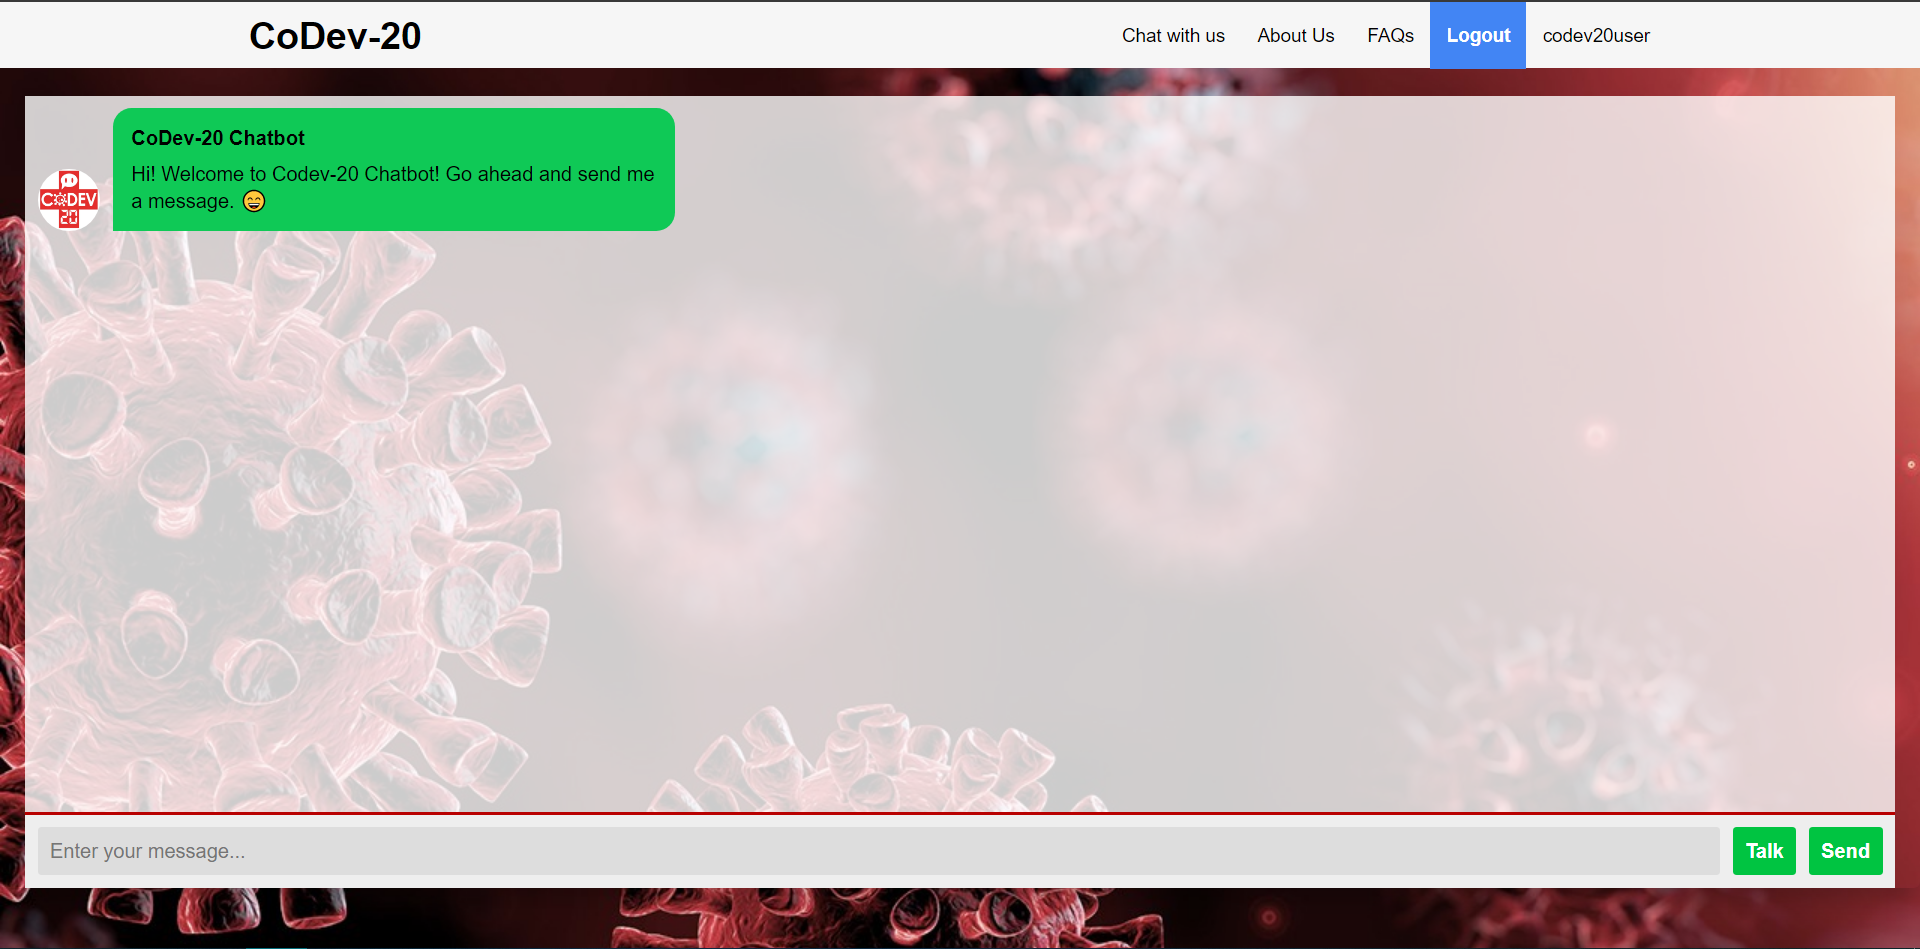 CoDev-20
Chat with us
About Us
FAQs
Logout
codev20user
CoDev-20 Chatbot
Hi! Welcome to Codev-20 Chatbot! Go ahead and send me
a message. 😄
CODEV
20
Enter your message...
Talk
Send